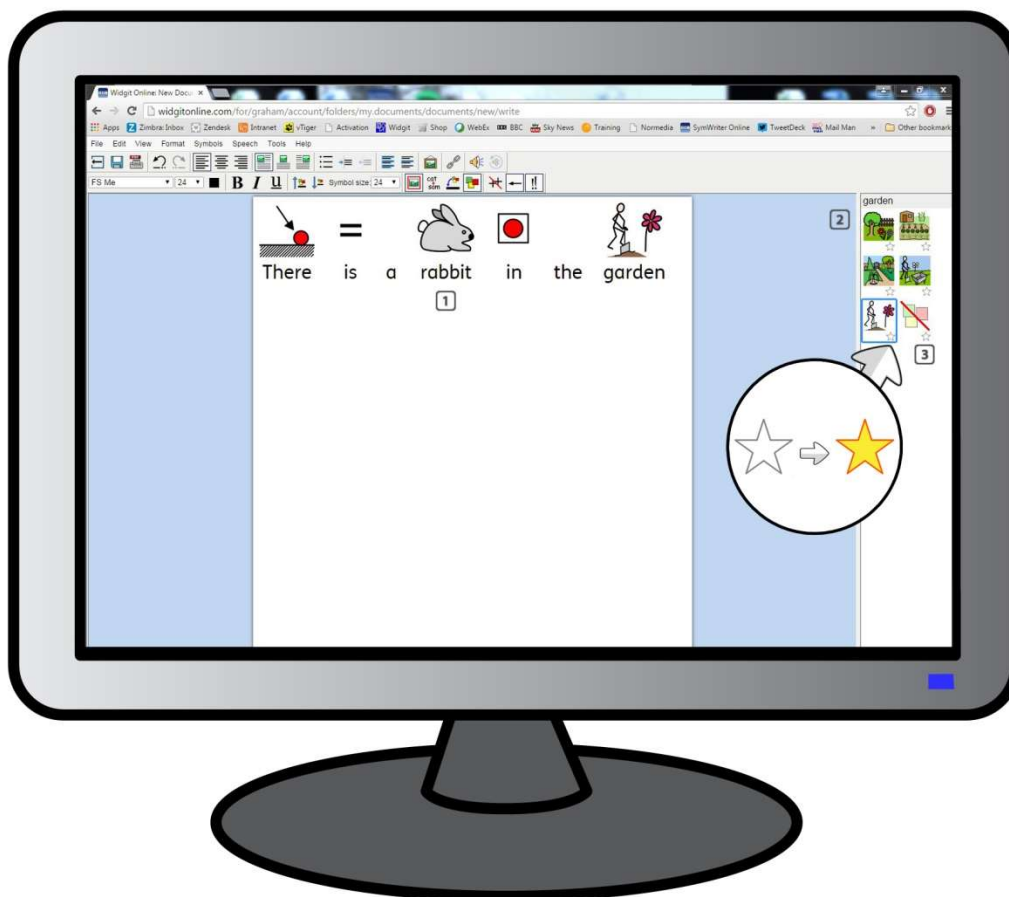 Widgit Online: New Docu
widgitonline.com/for/graham/account/folders/my.documents/documents/new/write
Apps Zimbra: Inbox Zendesk Intranet vTiger Activation Widgit Shop WebEx BBC Sky News Training Normedia SymWriter Online TweetDeck Mail Man » Other bookmark
File Edit View Format Symbols Speech Tools Help
FS Me 24 B I U Symbol size 24
garden
2
There is a rabbit in the garden
1
3